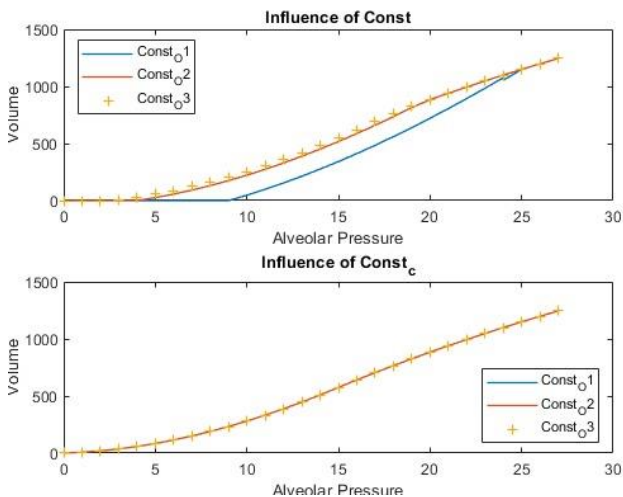 Influence of Const
1500
1000
500
0
Volume
Const_O1
Const_O2
Const_O3
0 5 10 15 20 25 30
Alveolar Pressure
Influence of Const_c
1500
1000
500
0
Volume
Const_O1
Const_O2
Const_O3
0 5 10 15 20 25 30
Alveolar Pressure